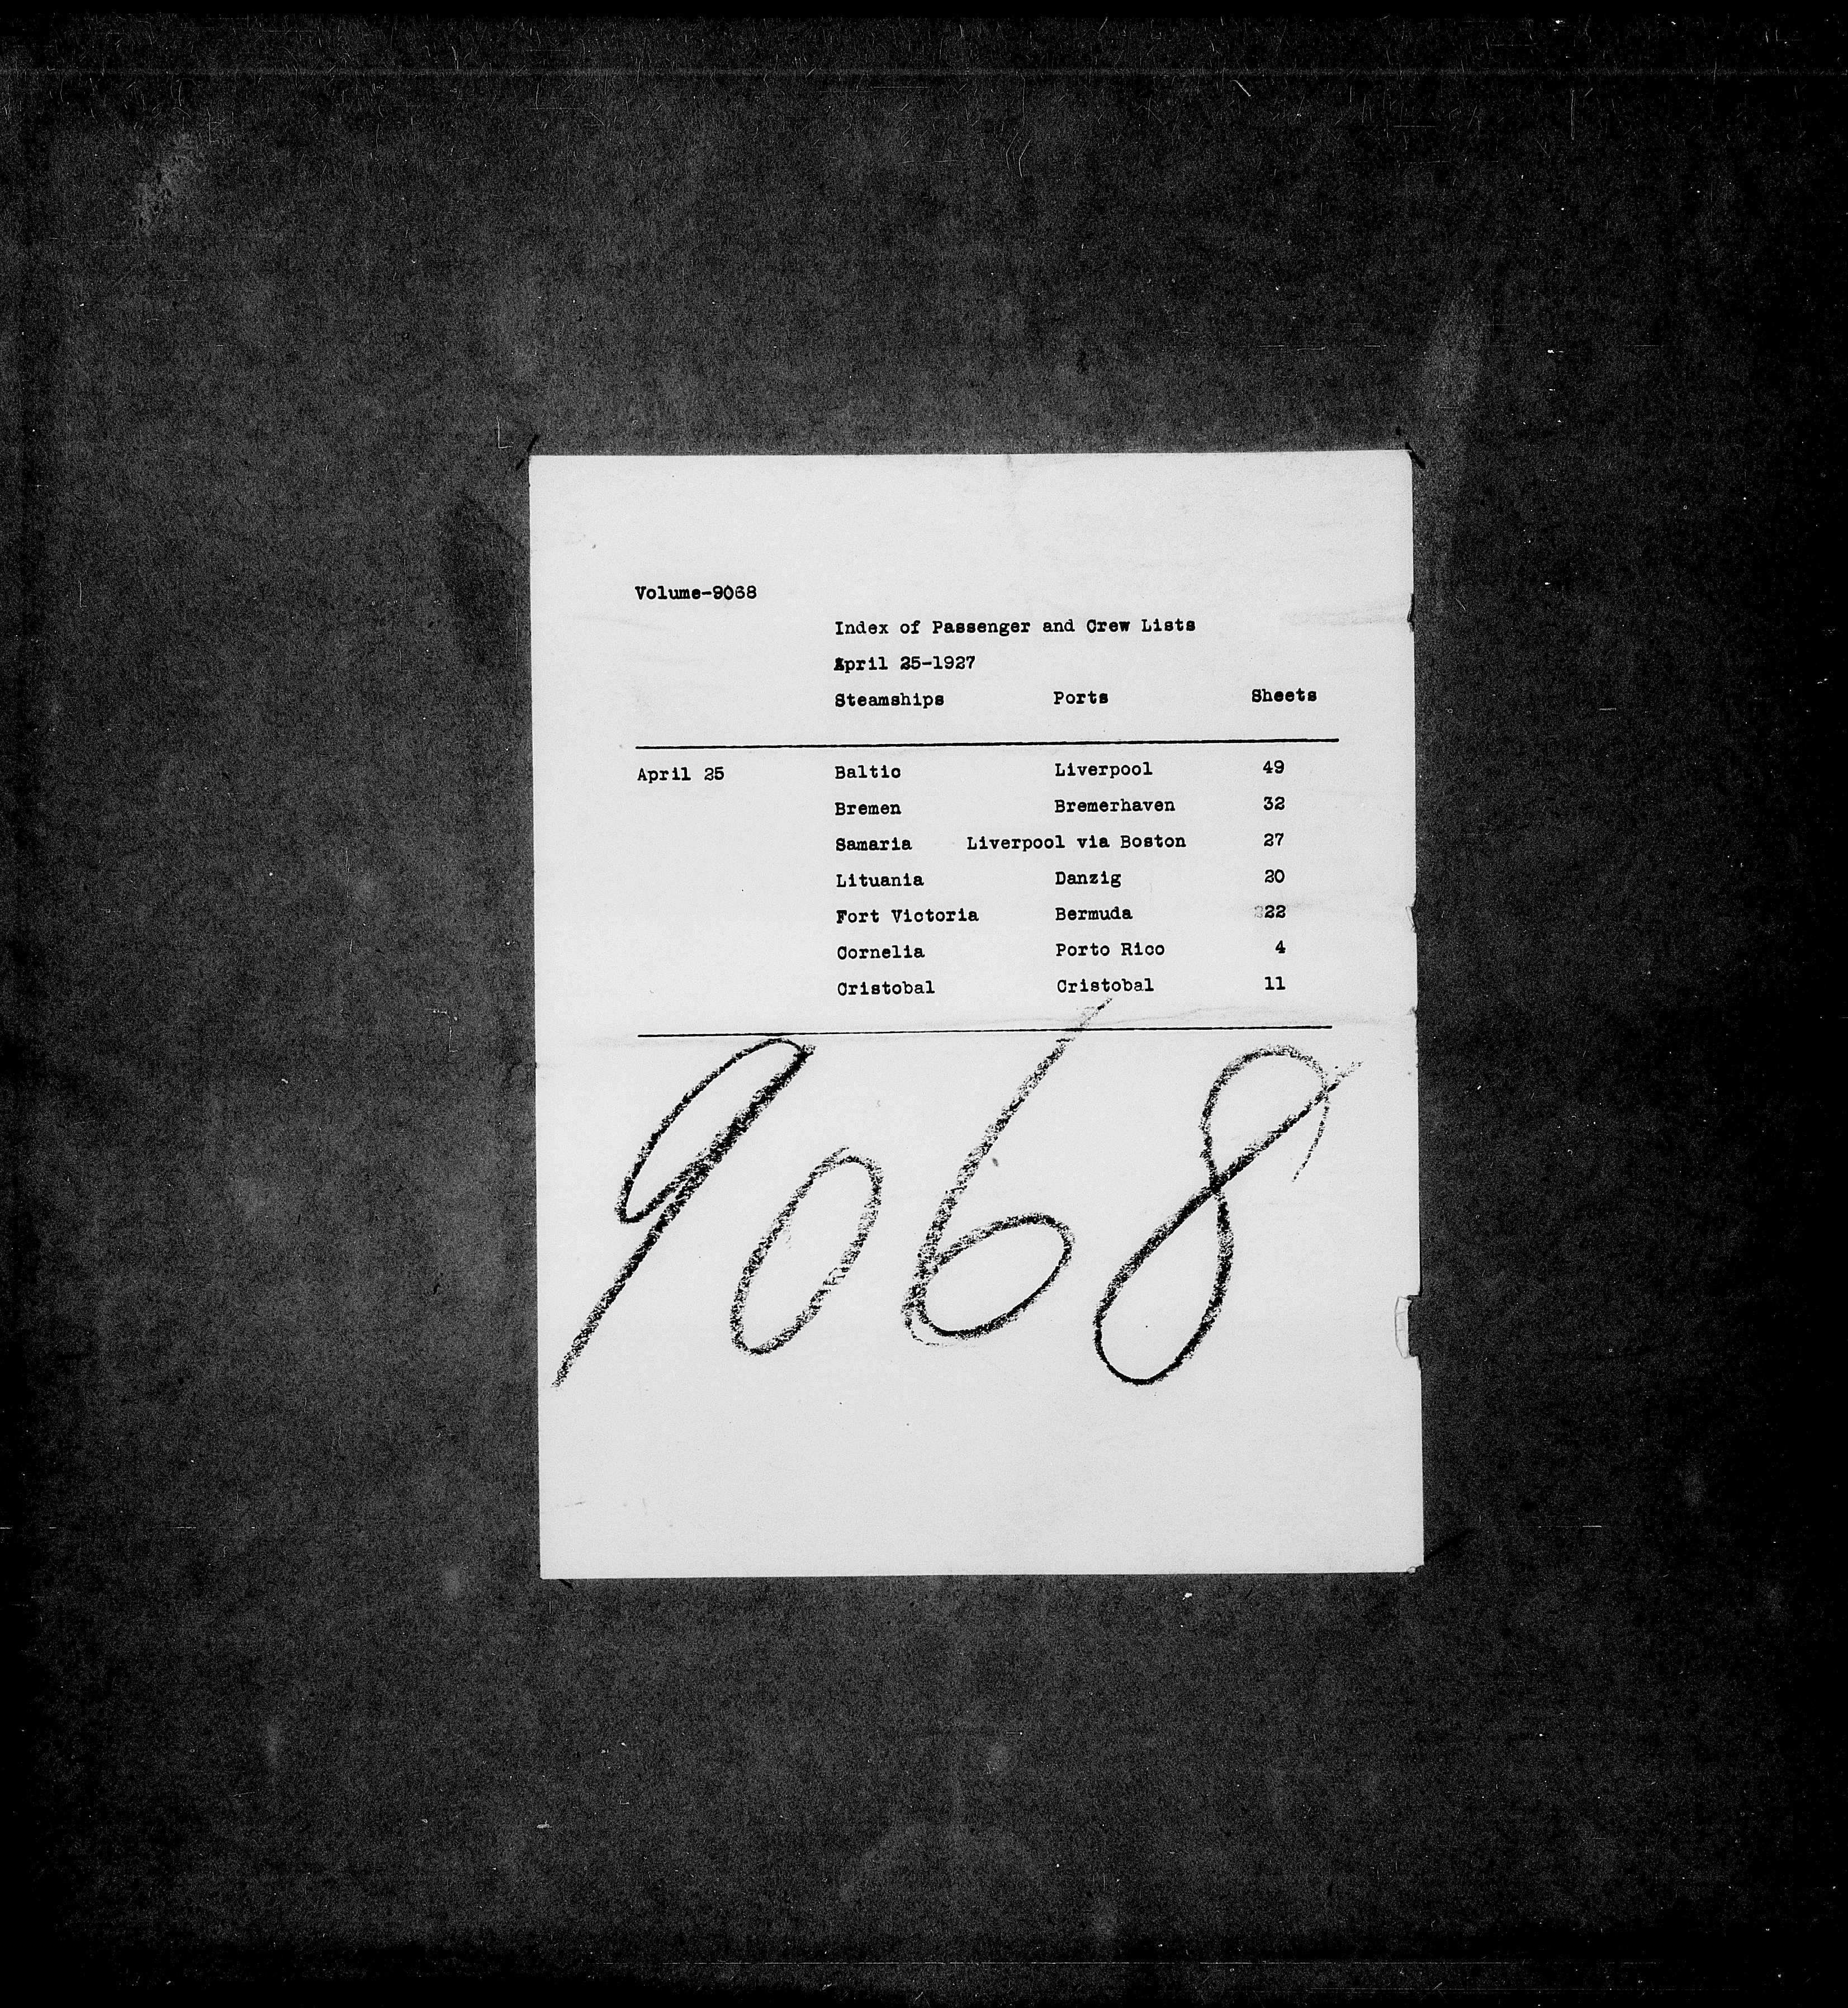 Volume-9068
Index of Passenger and Crew Lists
April 25-1927
Steamships Ports Sheets
April 25 Baltic Liverpool 49
Bremen Bremerhaven 32
Samaria Liverpool via Boston 27
Lituania Danzig 20
Fort Victoria Bermuda 22
Cornelia Porto Rico 4
Cristobal Cristobal 11
9068